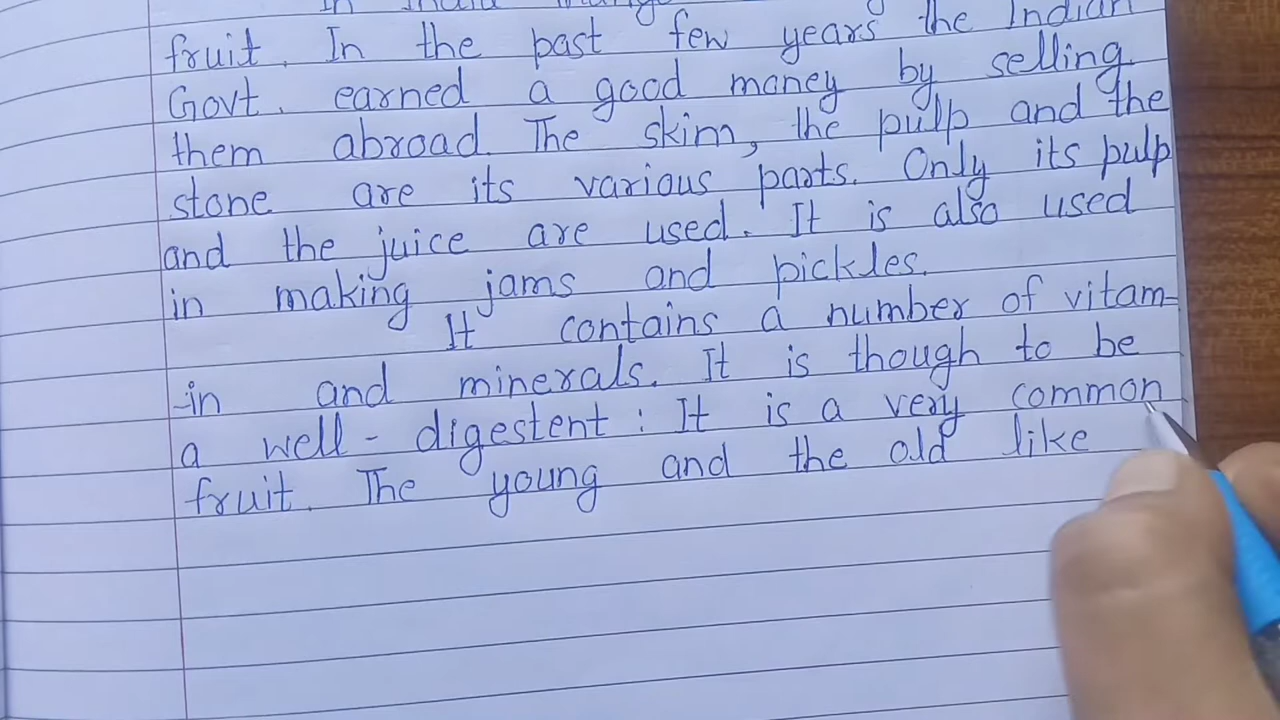 In India mango
fruit. In the past few years the Indian
Govt. earned a good money by selling
them abroad. The skim, the pulp and the
stone are its various parts. Only its pulp
and the juice are used. It is also used
in making jams and pickles.
It contains a number of vitam-
-in and minerals. It is though to be
a well - digestent : It is a very common
fruit. The young and the old like